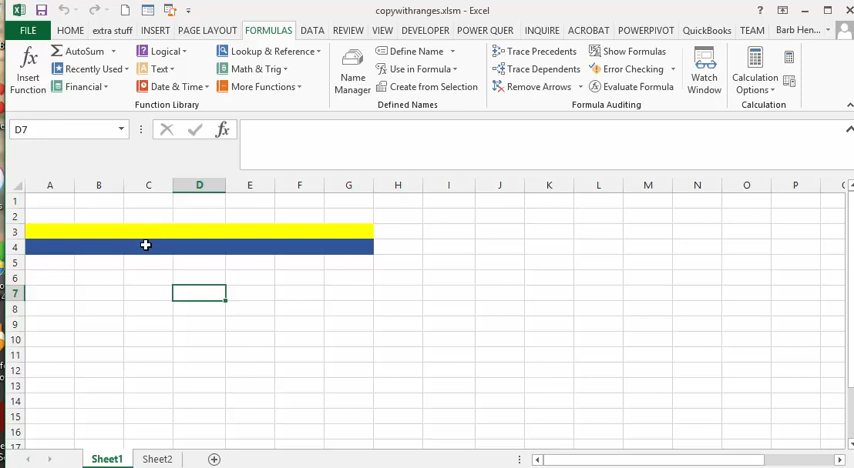 copywithranges.xlsm - Excel
FILE HOME extra stuff INSERT PAGE LAYOUT FORMULAS DATA REVIEW VIEW DEVELOPER POWER QUER INQUIRE ACROBAT POWERPIVOT QuickBooks TEAM Barb Hen...
Insert Function
AutoSum Logical Lookup & Reference
Recently Used Text Math & Trig
Financial Date & Time More Functions
Function Library
Name Manager
Define Name
Use in Formula
Create from Selection
Defined Names
Trace Precedents Show Formulas
Trace Dependents Error Checking
Remove Arrows Evaluate Formula
Formula Auditing
Watch Window
Calculation Options
Calculation
D7 fx
A B C D E F G H I J K L M N O P
1
2
3
4
5
6
7
8
9
10
11
12
13
14
15
16
17
Sheet1 Sheet2